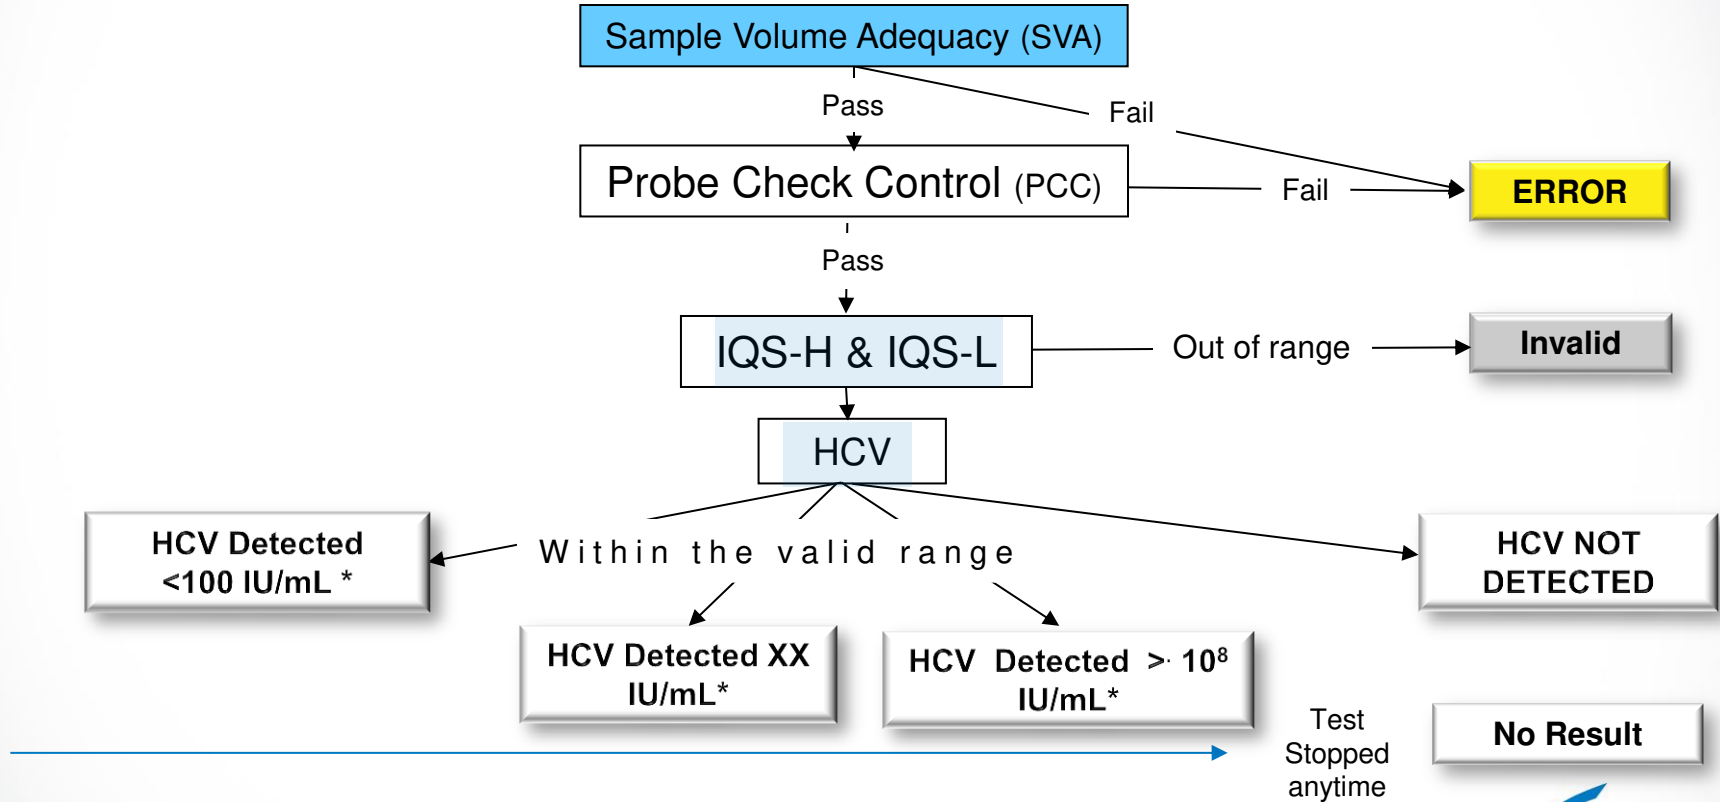 Sample Volume Adequacy (SVA)
Pass
Fail
Probe Check Control (PCC)
Fail
ERROR
Pass
IQS-H & IQS-L
Out of range
Invalid
HCV
HCV Detected
<100 IU/mL *
Within the valid range
HCV NOT
DETECTED
HCV Detected XX
IU/mL*
HCV Detected > 10⁸
IU/mL*
Test
Stopped
anytime
No Result